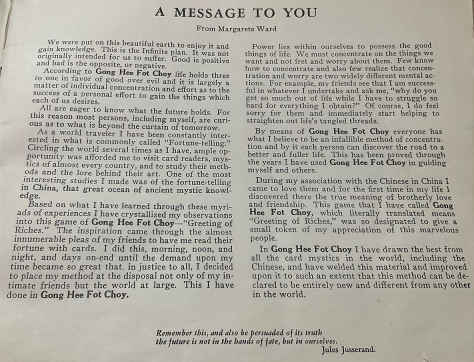 A MESSAGE TO YOU
From Margarete Ward
We were put on this beautiful earth to enjoy it and
gain knowledge. This is the Infinite plan. It was not
originally intended for us to suffer. Good is positive
and bad is the opposite, or negative.
According to Gong Hee Fot Choy life holds three
to one in favor of good over evil and it is largely a
matter of individual concentration and effort as to the
success of a personal effort to gain the things which
each of us desires.
All are eager to know what the future holds. For
this reason most persons, including myself, are curi-
ous as to what is beyond the curtain of tomorrow.
As a world traveler I have been constantly inter-
ested in what is commonly called "Fortune-telling."
Circling the world several times as I have, ample op-
portunity was afforded me to visit card readers, mys-
tics of almost every country, and to study their meth-
ods and the lore behind their art. One of the most
interesting studies I made was of the fortune-telling
in China, that great ocean of ancient mystic knowl-
edge.
Based on what I have learned through these myri-
ads of experiences I have crystallized my observations
into this game of Gong Hee Fot Choy—"Greeting of
Riches." The inspiration came through the almost
innumerable pleas of my friends to have me read their
fortune with cards. I did this, morning, noon, and
night, and days on-end until the demand upon my
time became so great that, in justice to all, I decided
to place my method at the disposal not only of my in-
timate friends but the world at large. This I have
done in Gong Hee Fot Choy.
Power lies within ourselves to possess the good
things of life. We must concentrate on the things we
want and not fret and worry about them. Few know
how to concentrate and also few realize that concen-
tration and worry are two widely different mental ac-
tions. For example, my friends see that I am success-
ful in whatever I undertake and ask me, "why do you
get so much out of life while I have to struggle so
hard for everything I obtain?" Of course, I do feel
sorry for them and immediately start helping to
straighten out life's tangled threads.
By means of Gong Hee Fot Choy everyone has
what I believe to be an infallible method of concentra-
tion and by it each person can discover the road to a
better and fuller life. This has been proved through
the years I have used Gong Hee Fot Choy in guiding
myself and others.
During my association with the Chinese in China I
came to love them and for the first time in my life I
discovered there the true meaning of brotherly love
and friendship. This game that I have called Gong
Hee Fot Choy, which literally translated means
"Greeting of Riches," was so designated to give a
small token of my appreciation of this marvelous
people.
In Gong Hee Fot Choy I have drawn the best from
all the card mystics in the world, including the
Chinese, and have welded this material and improved
upon it to such an extent that this method can be de-
clared to be entirely new and different from any other
in the world.
Remember this, and also be persuaded of its truth
the future is not in the hands of fate, but in ourselves.
Jules Jusserand.